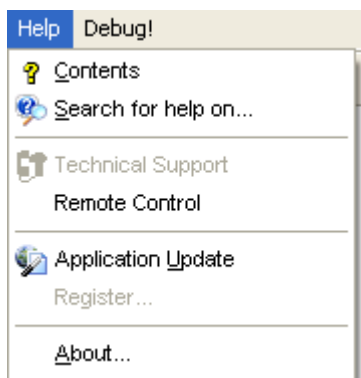 Help Debug!
Contents
Search for help on...
Technical Support
Remote Control
Application Update
Register...
About...